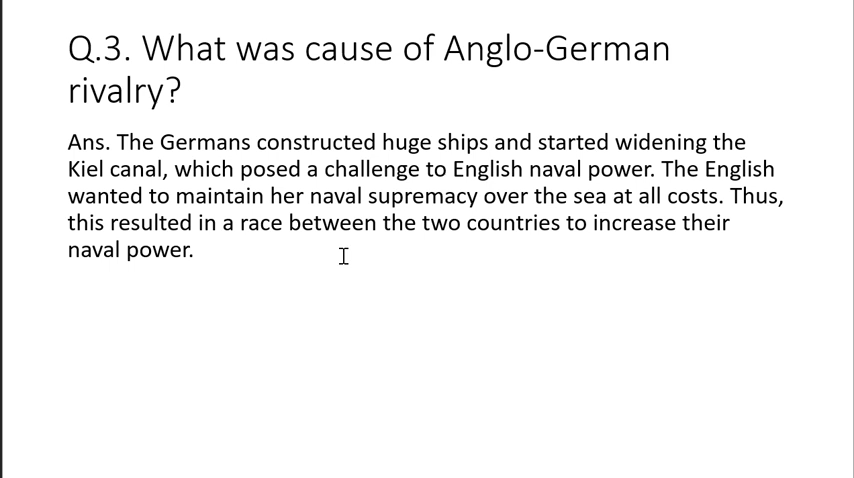 Q.3. What was cause of Anglo-German
rivalry?
Ans. The Germans constructed huge ships and started widening the
Kiel canal, which posed a challenge to English naval power. The English
wanted to maintain her naval supremacy over the sea at all costs. Thus,
this resulted in a race between the two countries to increase their
naval power.